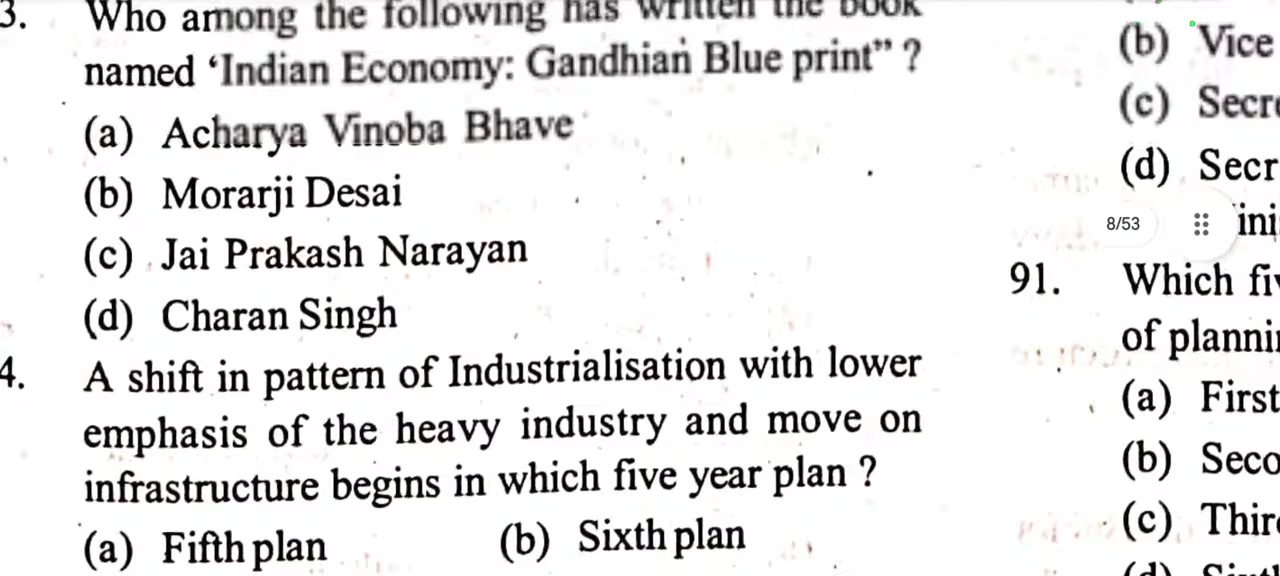 3. Who among the following has written the book
named ‘Indian Economy: Gandhian Blue print” ?
(a) Acharya Vinoba Bhave
(b) Morarji Desai
(c) Jai Prakash Narayan
(d) Charan Singh
4. A shift in pattern of Industrialisation with lower
emphasis of the heavy industry and move on
infrastructure begins in which five year plan ?
(a) Fifth plan (b) Sixth plan
(b) Vice
(c) Secr
(d) Secr
8/53
ini
91. Which fiv
of planni
(a) First
(b) Seco
(c) Thir
(d) Sixth